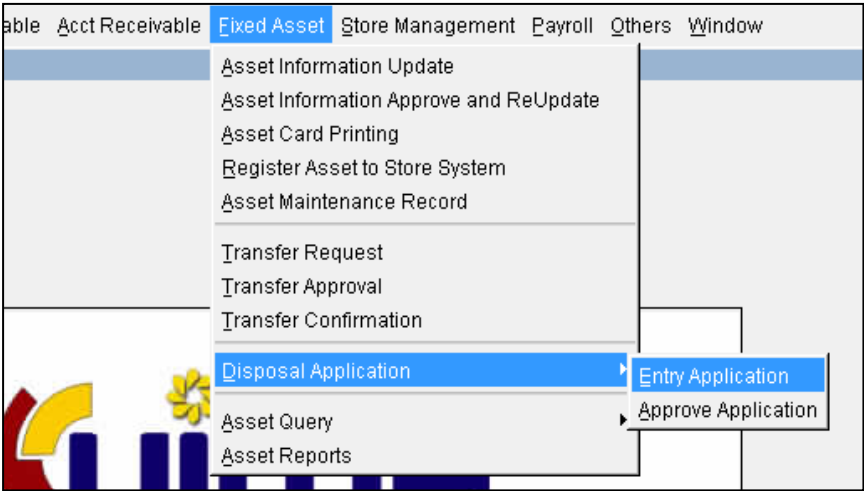 able Acct Receivable Fixed Asset Store Management Payroll Others Window
Asset Information Update
Asset Information Approve and ReUpdate
Asset Card Printing
Register Asset to Store System
Asset Maintenance Record
Transfer Request
Transfer Approval
Transfer Confirmation
Disposal Application
Entry Application
Approve Application
Asset Query
Asset Reports